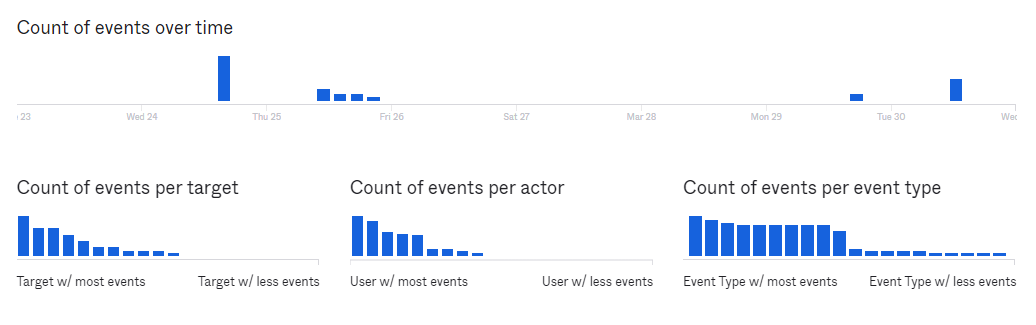 Count of events over time
23 Wed 24 Thu 25 Fri 26 Sat 27 Mar 28 Mon 29 Tue 30
Count of events per target Count of events per actor Count of events per event type
Target w/ most events Target w/ less events User w/ most events User w/ less events Event Type w/ most events Event Type w/ less events